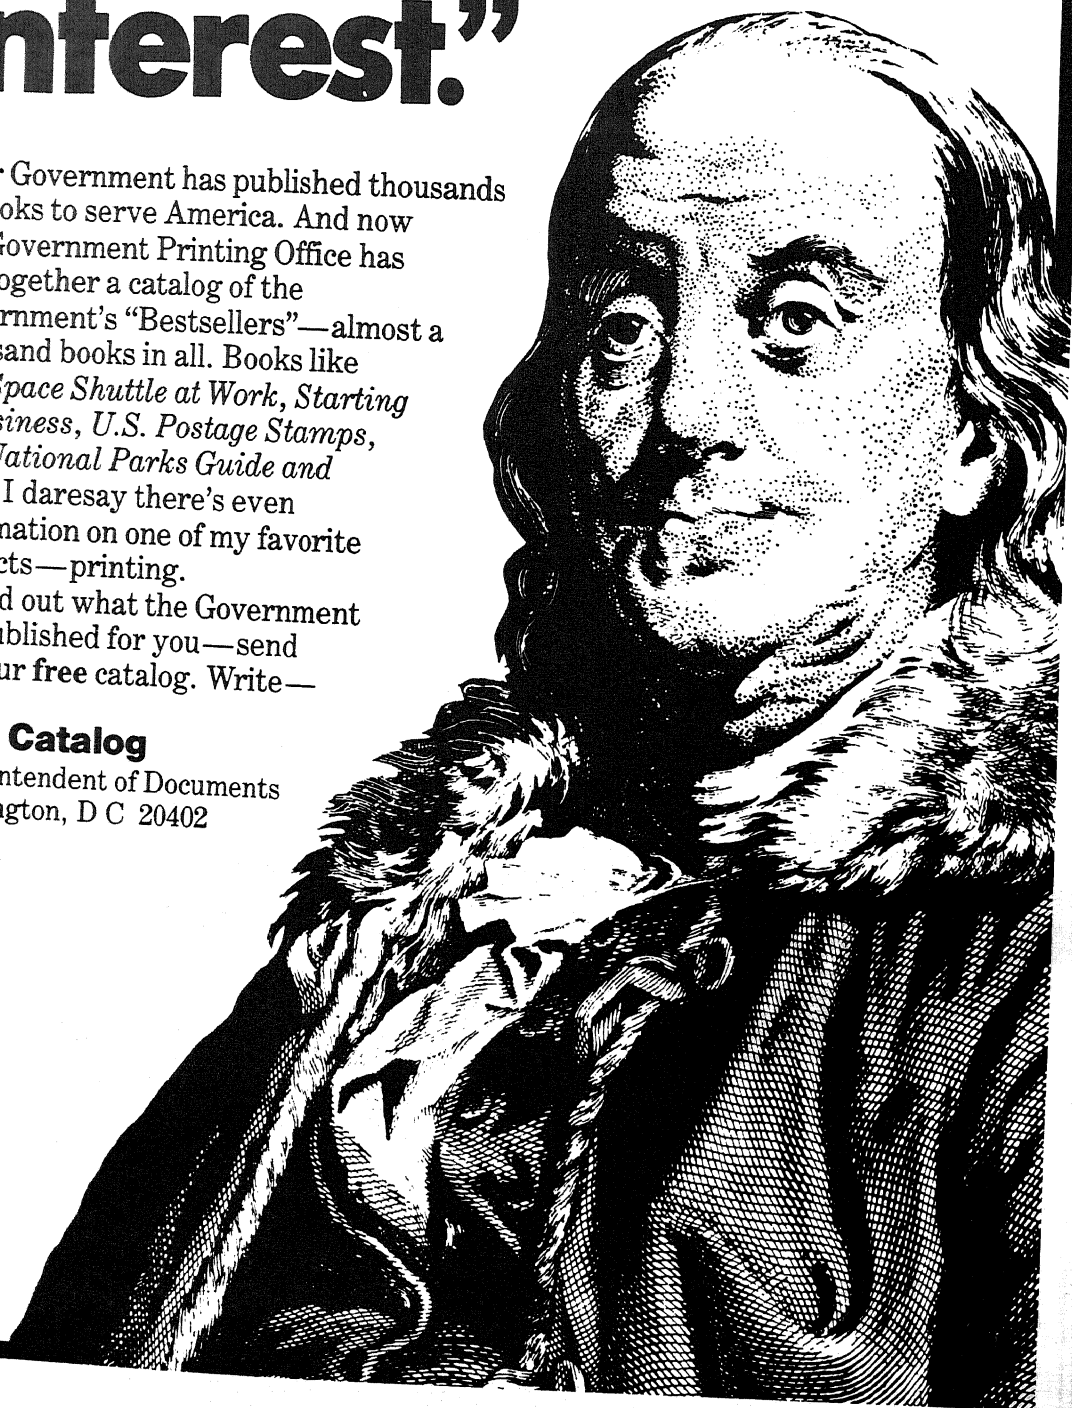 nterest.”
r Government has published thousands
oks to serve America. And now
Government Printing Office has
ogether a catalog of the
rnment’s “Bestsellers”—almost a
sand books in all. Books like
Space Shuttle at Work, Starting
siness, U.S. Postage Stamps,
National Parks Guide and
I daresay there’s even
mation on one of my favorite
cts—printing.
d out what the Government
ublished for you—send
ur free catalog. Write—
Catalog
ntendent of Documents
ngton, D C 20402